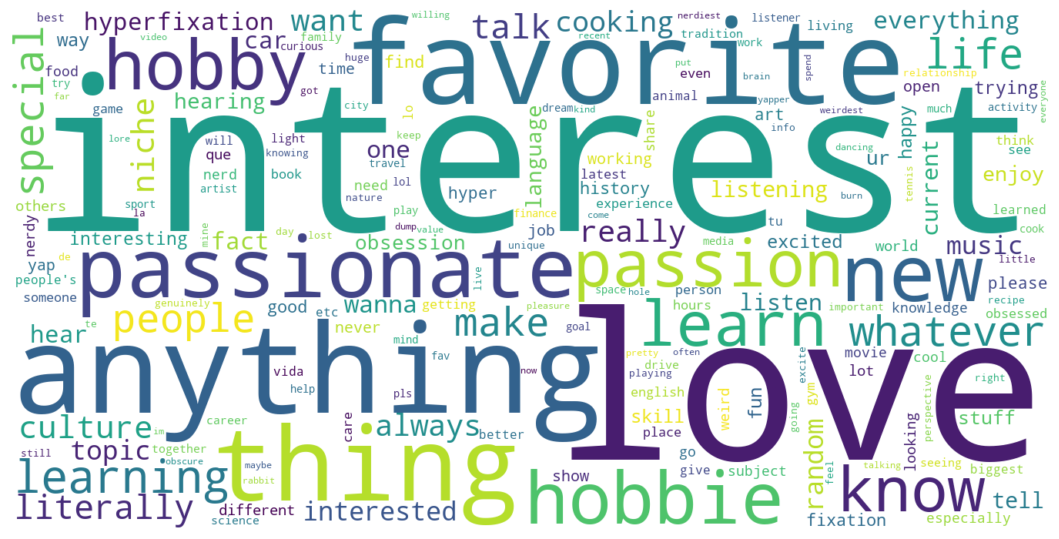 best
video
willing
nerdiest
recent
tradition
listener
living
hyperfixation
want
talk
cooking
everything
way
car
curious
family
work
hobby
favorite
life
food
time
huge
find
put
even
brain
spend
yapper
relationship
try
far
special
got
city
animal
dream
kind
weirdest
open
trying
game
hearing
lo
art
info
activity
much
everyone
lore
niche
will
light
keep
language
share
dancing
happy
think
que
knowing
one
working
ur
see
interest
nerd
book
travel
latest
listening
burn
current
enjoy
artist
need
lol
hyper
history
tennis
others
sport
nature
play
experience
learned
nerdy
la
mine
dump
value
finance
come
tu
cook
interesting
fact
day
lost
job
really
excited
world
music
little
yap
de
obsession
unique
media
please
people's
passionate
passion
new
someone
live
space
hole
person
recipe
genuinely
good
etc
wanna
getting
pleasure
hours
listen
important
knowledge
obsessed
hear
te
people
never
make
learn
whatever
mind
goal
anything
love
fav
pretty
often
movie
cool
excite
vida
now
drive
playing
lot
right
help
pls
english
weird
fun
gym
perspective
stuff
career
skill
going
culture
im
care
always
place
random
looking
still
topic
together
better
go
talking
seeing
obscure
thing
show
give
subject
biggest
learning
maybe
rabbit
hobbie
feel
know
tell
literally
different
interested
fixation
especially
science